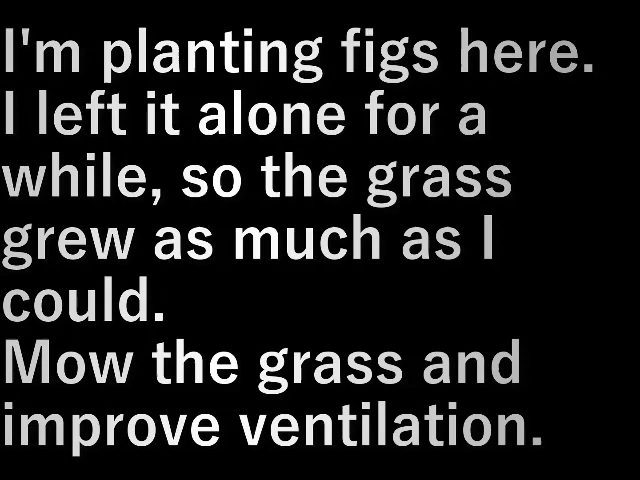 I'm planting figs here.
I left it alone for a
while, so the grass
grew as much as I
could.
Mow the grass and
improve ventilation.